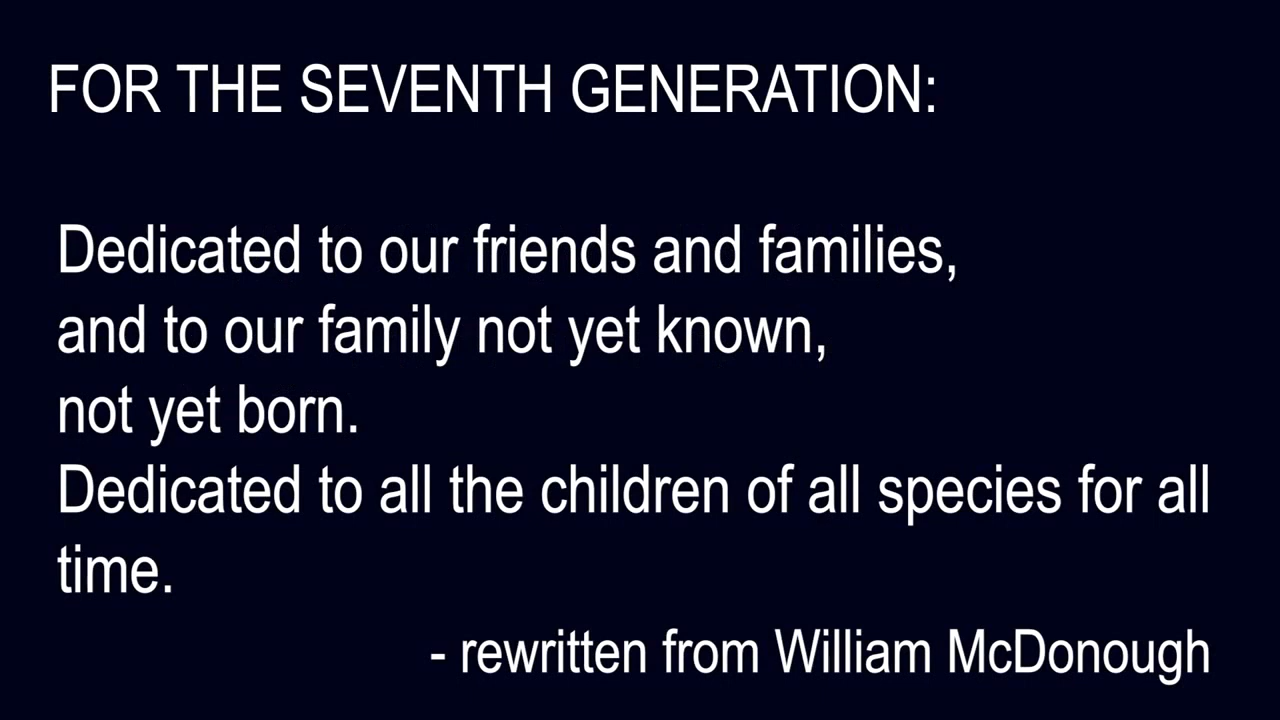 FOR THE SEVENTH GENERATION:
Dedicated to our friends and families,
and to our family not yet known,
not yet born.
Dedicated to all the children of all species for all
time.
- rewritten from William McDonough